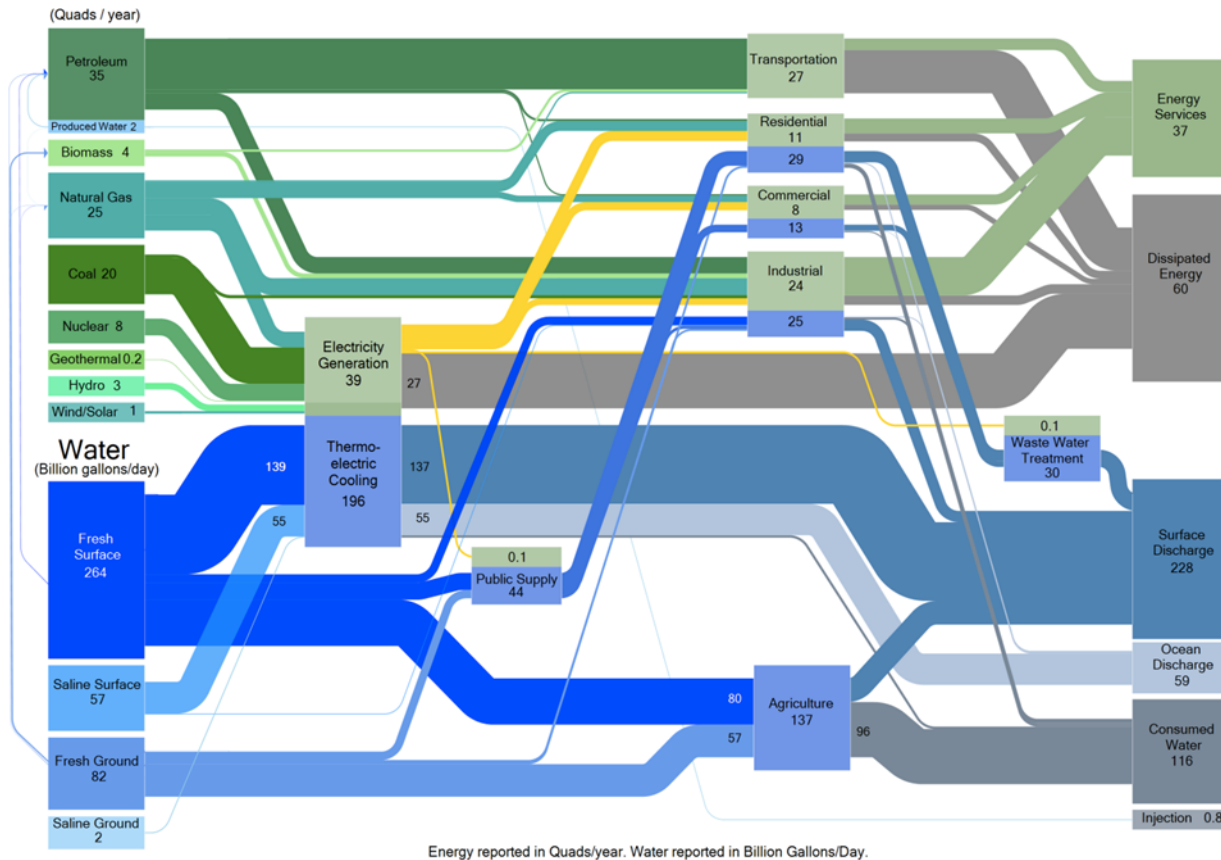 (Quads / year)
Petroleum
35
Produced Water 2
Biomass 4
Natural Gas
25
Coal 20
Nuclear 8
Geothermal 0.2
Hydro 3
Wind/Solar 1
Water
(Billion gallons/day)
Fresh
Surface
264
Saline Surface
57
Fresh Ground
82
Saline Ground
2
Electricity
Generation
39
27
Thermo-
electric
Cooling
196
139
55
137
55
0.1
Public Supply
44
Transportation
27
Residential
11
29
Commercial
8
13
Industrial
24
25
80
57
Agriculture
137
96
0.1
Waste Water
Treatment
30
Energy
Services
37
Dissipated
Energy
60
Surface
Discharge
228
Ocean
Discharge
59
Consumed
Water
116
Injection 0.8
Energy reported in Quads/year. Water reported in Billion Gallons/Day.